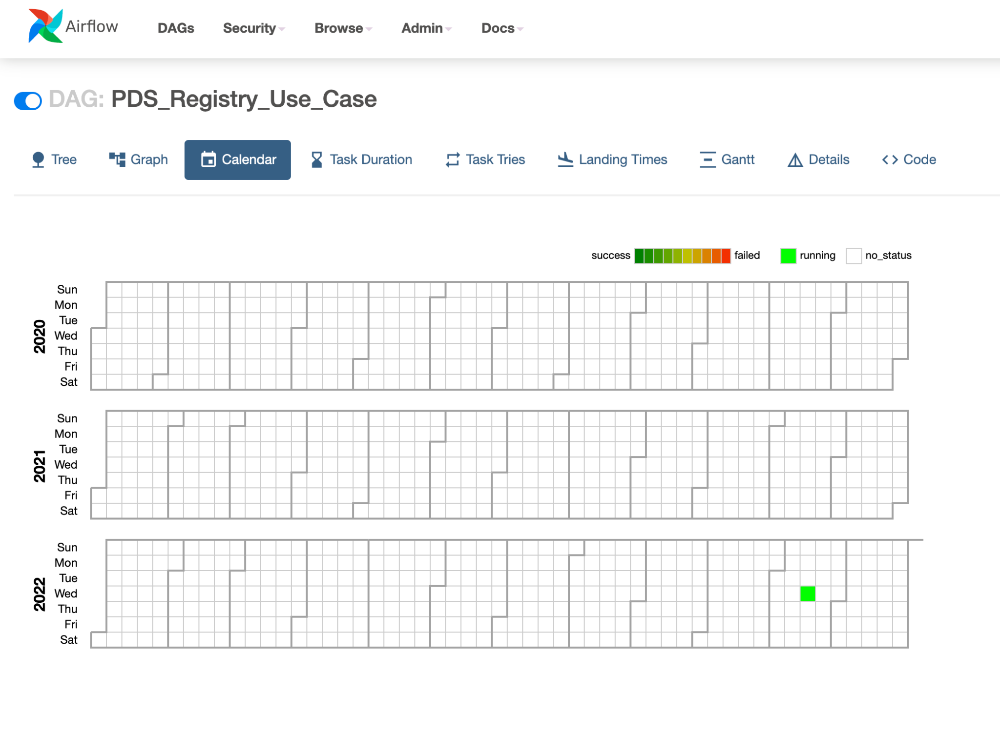 Airflow DAGs Security Browse Admin Docs
DAG: PDS_Registry_Use_Case
Tree Graph Calendar Task Duration Task Tries Landing Times Gantt Details Code
success failed running no_status
2020
Sun
Mon
Tue
Wed
Thu
Fri
Sat
2021
Sun
Mon
Tue
Wed
Thu
Fri
Sat
2022
Sun
Mon
Tue
Wed
Thu
Fri
Sat